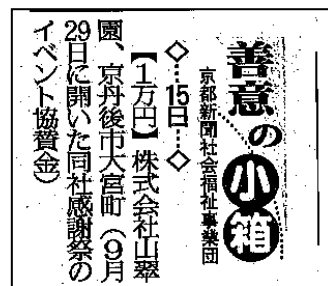 善意の小箱
京都新聞社会福祉事業団
◇…15日…◇
【1万円】株式会社山翠
園、京丹後市大宮町（9月
29日に開いた同社感謝祭の
イベント協賛金）